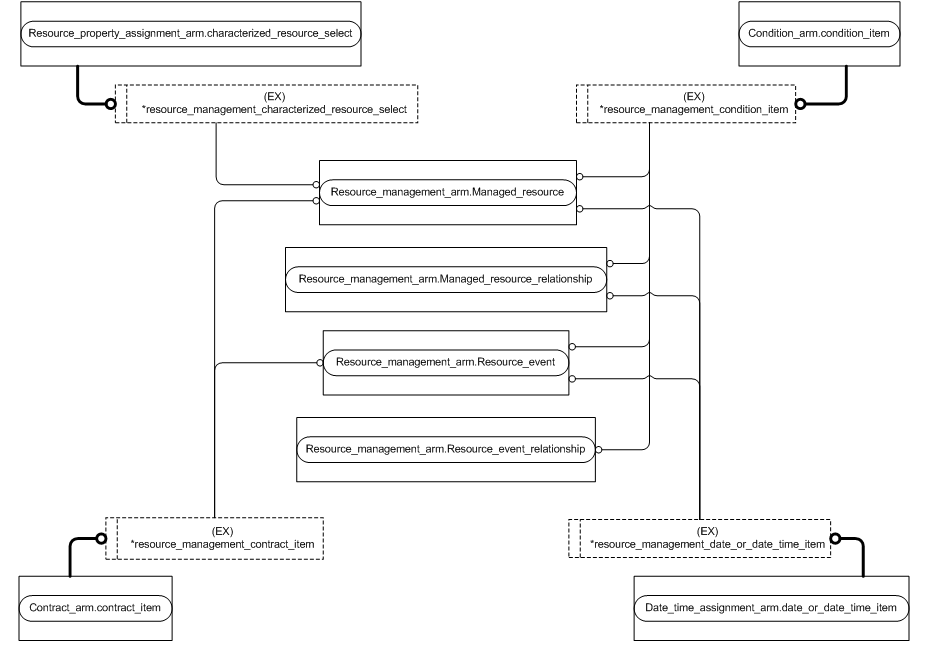 Resource_property_assignment_arm.characterized_resource_select
Condition_arm.condition_item
(EX)
*resource_management_characterized_resource_select
(EX)
*resource_management_condition_item
Resource_management_arm.Managed_resource
Resource_management_arm.Managed_resource_relationship
Resource_management_arm.Resource_event
Resource_management_arm.Resource_event_relationship
(EX)
*resource_management_contract_item
(EX)
*resource_management_date_or_date_time_item
Contract_arm.contract_item
Date_time_assignment_arm.date_or_date_time_item